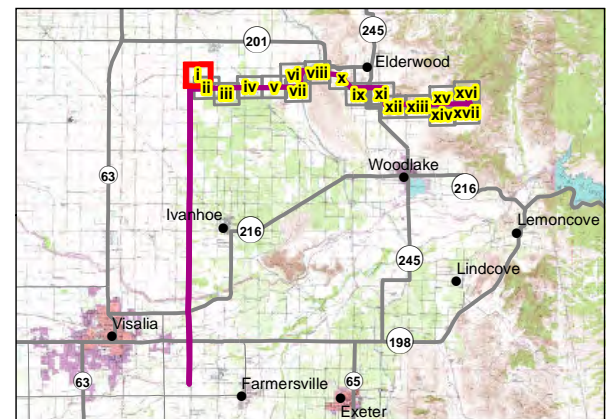 245
201
Elderwood
i
ii
iii
iv
v
vi
vii
viii
x
ix
xi
xii
xiii
xv
xvi
xiv
xvii
63
Woodlake
216
Ivanhoe
216
Lemoncove
245
Lindcove
Visalia
198
63
Farmersville
65
Exeter